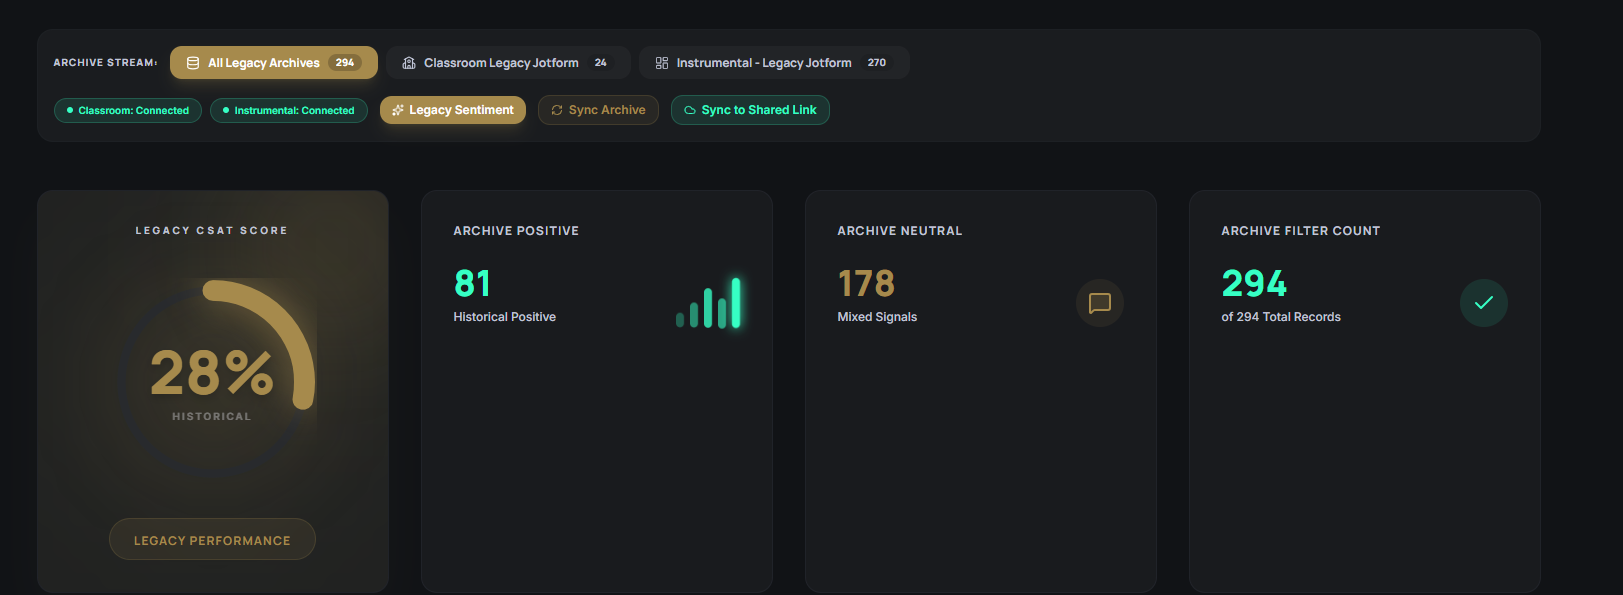 ARCHIVE STREAM:
All Legacy Archives 294
Classroom Legacy Jotform 24
Instrumental - Legacy Jotform 270
Classroom: Connected
Instrumental: Connected
Legacy Sentiment
Sync Archive
Sync to Shared Link
LEGACY CSAT SCORE
28%
HISTORICAL
LEGACY PERFORMANCE
ARCHIVE POSITIVE
81
Historical Positive
ARCHIVE NEUTRAL
178
Mixed Signals
ARCHIVE FILTER COUNT
294
of 294 Total Records